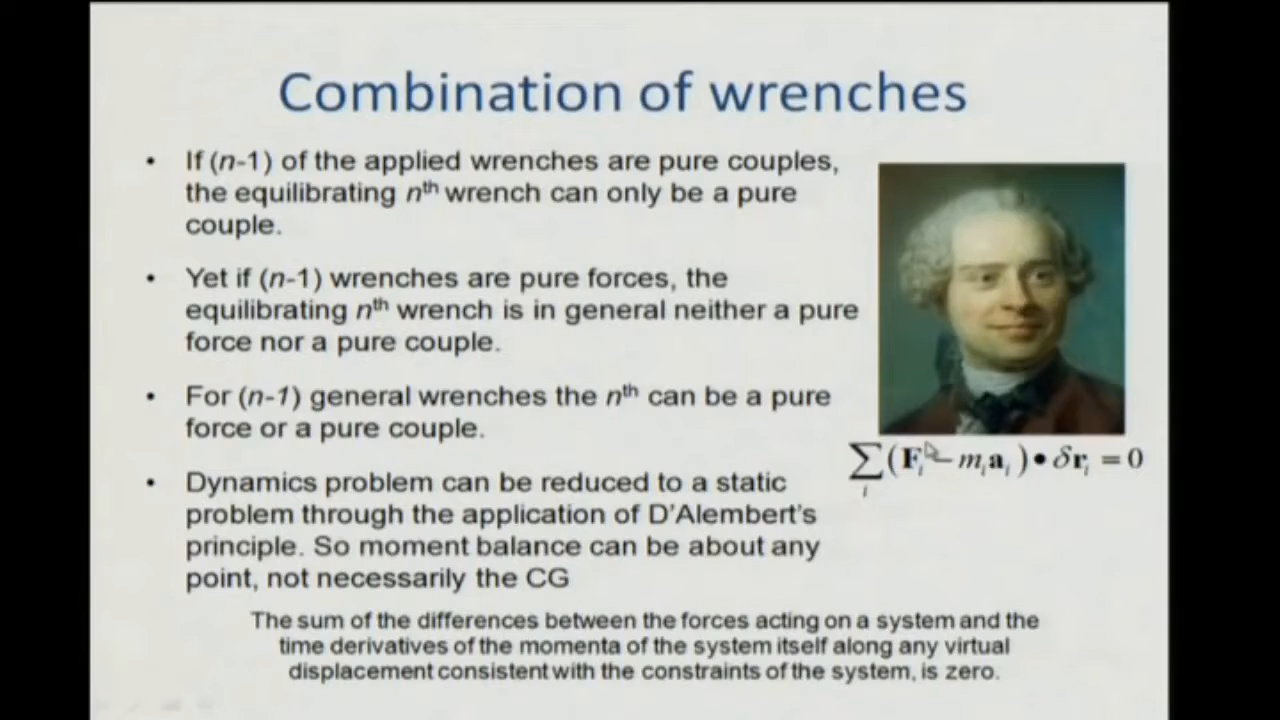 Combination of wrenches
• If (n-1) of the applied wrenches are pure couples,
the equilibrating nth wrench can only be a pure
couple.
• Yet if (n-1) wrenches are pure forces, the
equilibrating nth wrench is in general neither a pure
force nor a pure couple.
• For (n-1) general wrenches the nth can be a pure
force or a pure couple.
∑i (Fi – miai) • δri = 0
• Dynamics problem can be reduced to a static
problem through the application of D'Alembert's
principle. So moment balance can be about any
point, not necessarily the CG
The sum of the differences between the forces acting on a system and the
time derivatives of the momenta of the system itself along any virtual
displacement consistent with the constraints of the system, is zero.